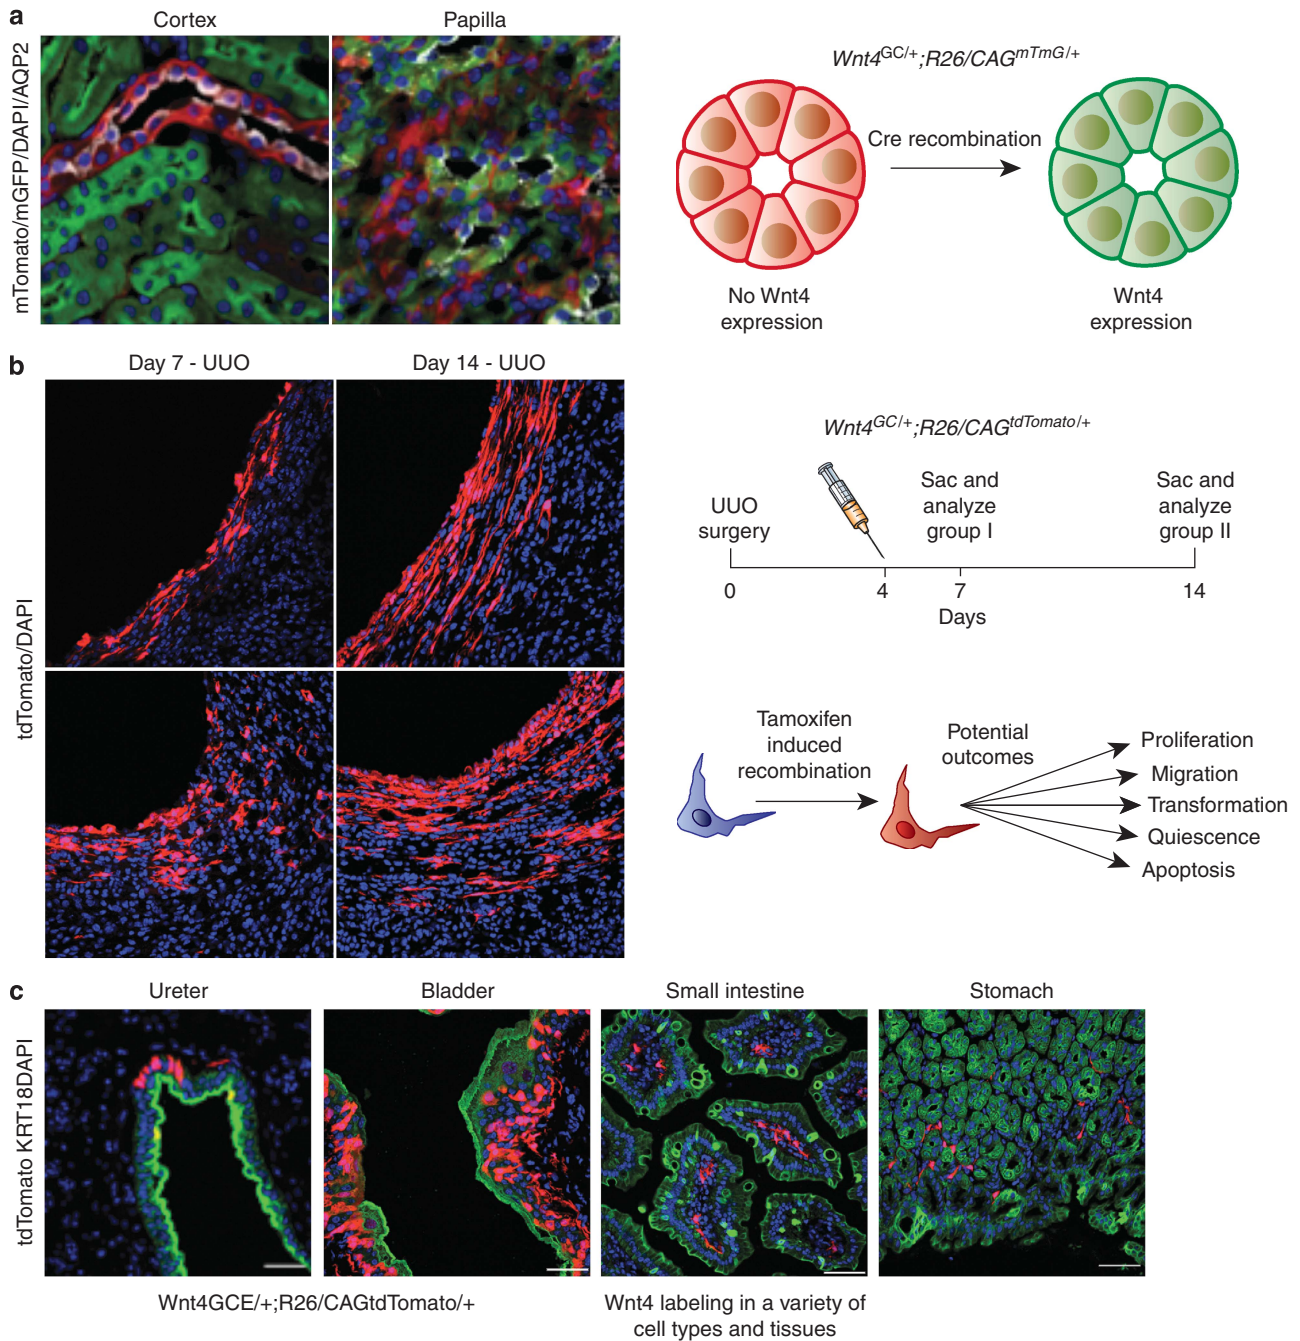 a
Cortex
Papilla
mTomato/mGFP/DAPI/AQP2
Wnt4GC/+;R26/CAGmTmG/+
Cre recombination
No Wnt4
expression
Wnt4
expression
b
Day 7 - UUO
Day 14 - UUO
tdTomato/DAPI
Wnt4GC/+;R26/CAGtdTomato/+
UUO
surgery
Sac and
analyze
group I
Sac and
analyze
group II
0
4
7
14
Days
Tamoxifen
induced
recombination
Potential
outcomes
Proliferation
Migration
Transformation
Quiescence
Apoptosis
c
Ureter
Bladder
Small intestine
Stomach
tdTomato KRT18DAPI
Wnt4GCE/+;R26/CAGtdTomato/+
Wnt4 labeling in a variety of
cell types and tissues